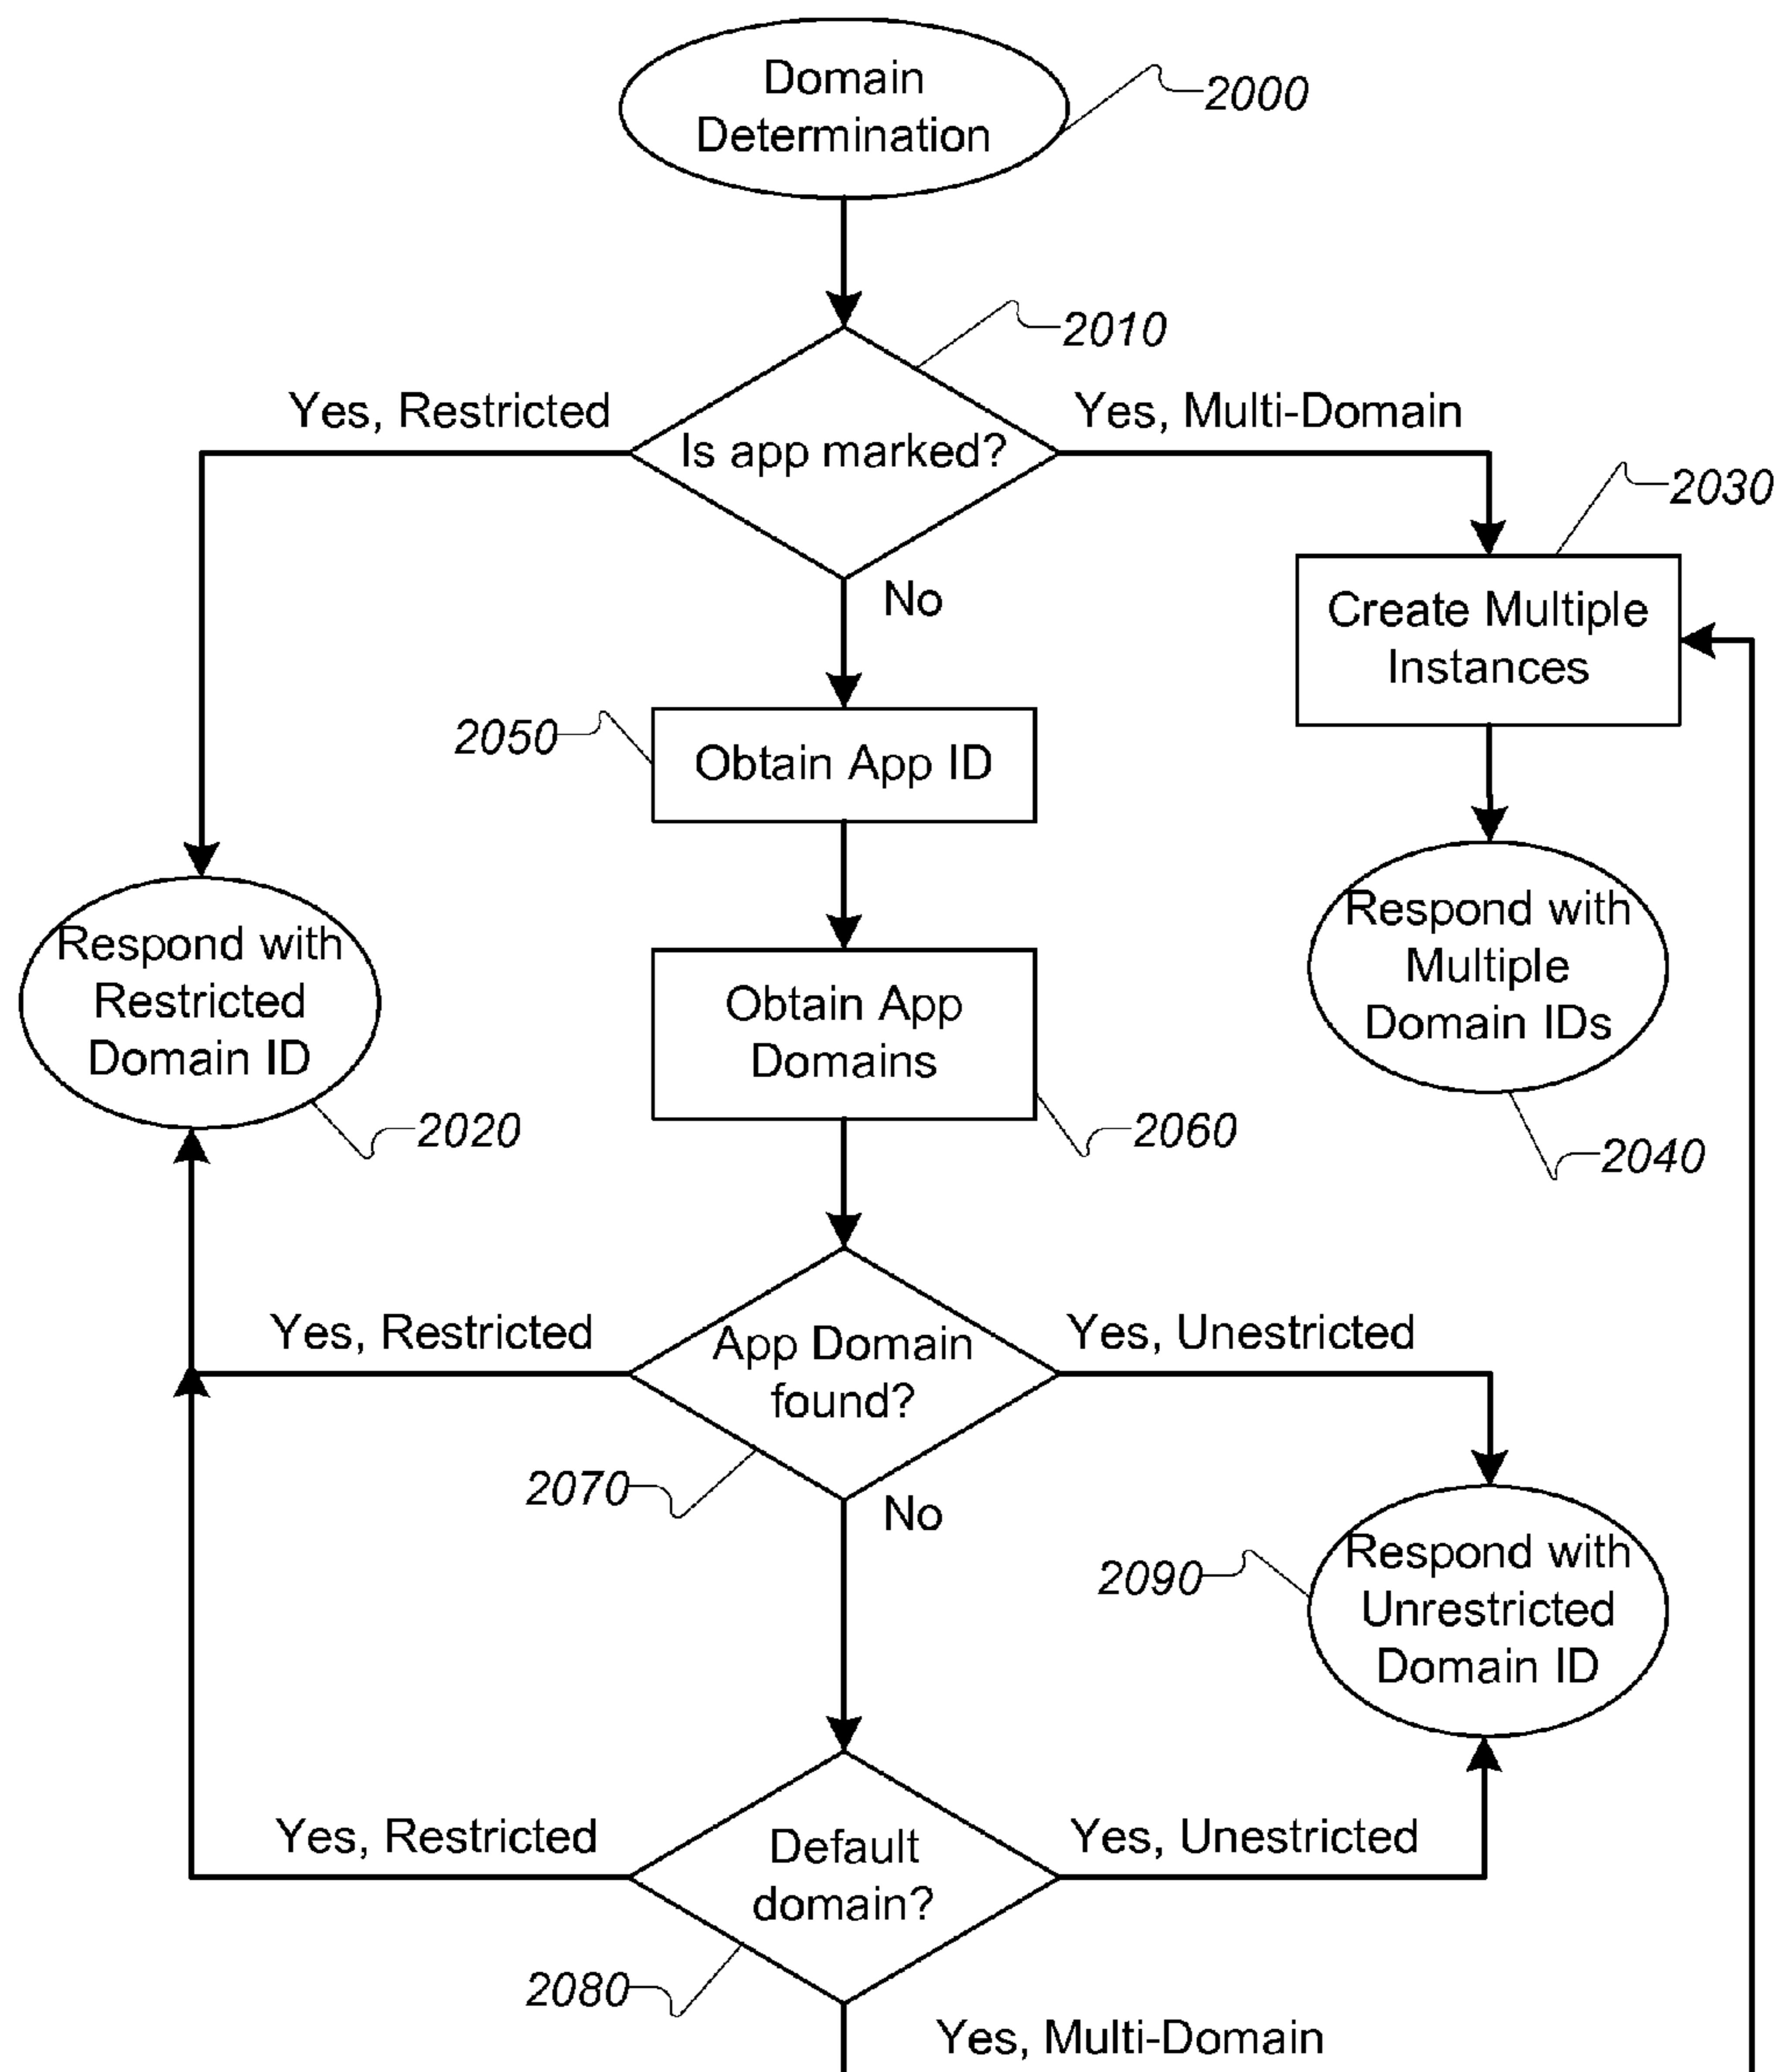 Domain
Determination
2000
2010
Yes, Restricted
Is app marked?
Yes, Multi-Domain
2030
No
Create Multiple
Instances
2050
Obtain App ID
Respond with
Restricted
Domain ID
2020
Obtain App
Domains
2060
Respond with
Multiple
Domain IDs
2040
Yes, Restricted
App Domain
found?
Yes, Unestricted
2070
No
2090
Respond with
Unrestricted
Domain ID
Yes, Restricted
Default
domain?
Yes, Unestricted
2080
Yes, Multi-Domain